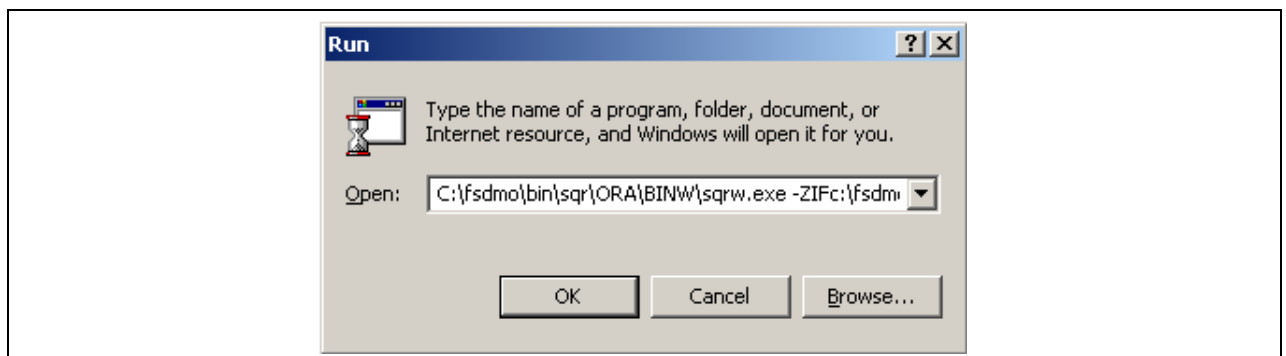 Run
Type the name of a program, folder, document, or
Internet resource, and Windows will open it for you.
Open: C:\fsdmo\bin\sqr\ORA\BINW\sqrw.exe -ZIFc:\fsdm
OK Cancel Browse...